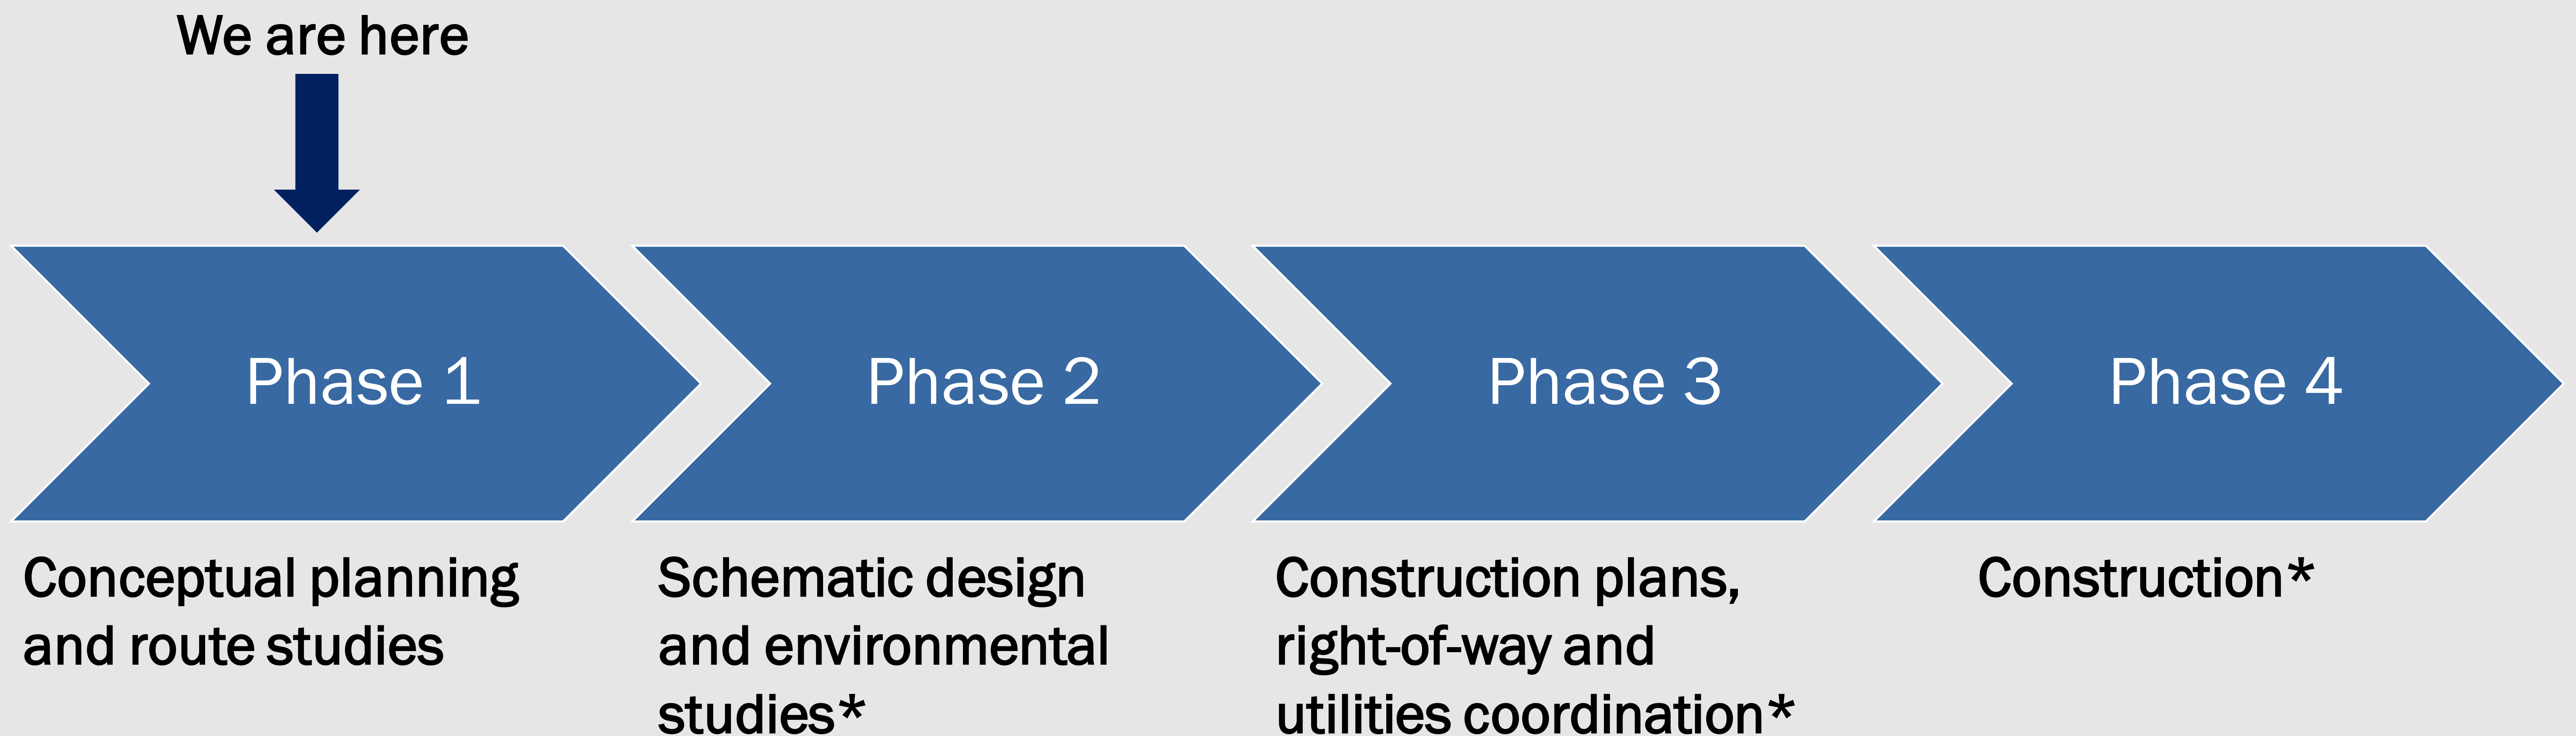 We are here
Phase 1
Phase 2
Phase 3
Phase 4
Conceptual planning
and route studies
Schematic design
and environmental
studies*
Construction plans,
right-of-way and
utilities coordination*
Construction*